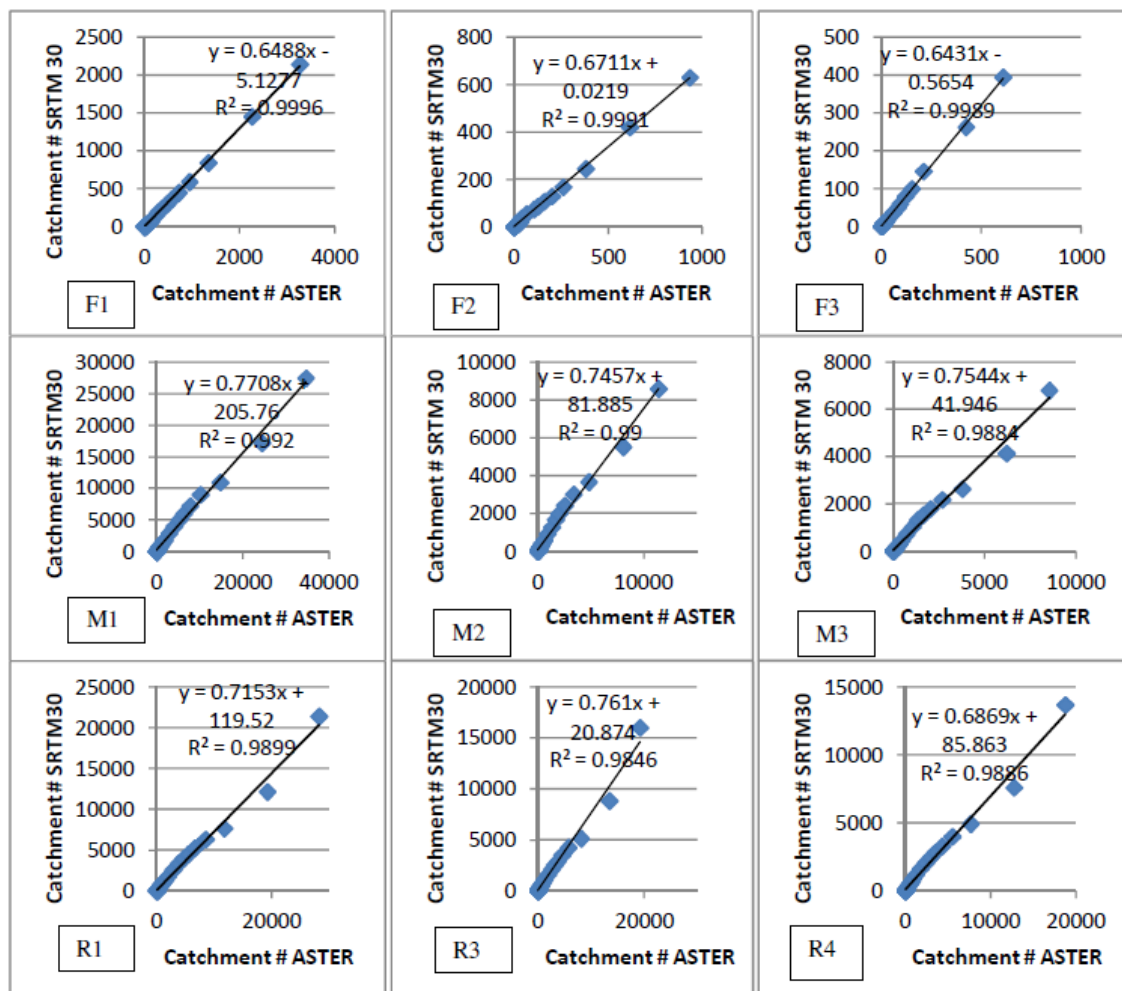 2500
2000
1500
1000
500
0
Catchment # SRTM 30
y = 0.6488x -
5.1277
R² = 0.9996
0 2000 4000
F1
Catchment # ASTER
800
600
400
200
0
Catchment # SRTM 30
y = 0.6711x +
0.0219
R² = 0.9991
0 500 1000
F2
Catchment # ASTER
500
400
300
200
100
0
Catchment # SRTM 30
y = 0.6431x -
0.5654
R² = 0.9989
0 500 1000
F3
Catchment # ASTER
30000
25000
20000
15000
10000
5000
0
Catchment # SRTM30
y = 0.7708x +
205.76
R² = 0.992
0 20000 40000
M1
Catchment # ASTER
10000
8000
6000
4000
2000
0
Catchment # SRTM 30
y = 0.7457x +
81.885
R² = 0.99
0 10000
M2
Catchment # ASTER
8000
6000
4000
2000
0
Catchment # SRTM30
y = 0.7544x +
41.946
R² = 0.9884
0 5000 10000
M3
Catchment # ASTER
25000
20000
15000
10000
5000
0
Catchment # SRTM30
y = 0.7153x +
119.52
R² = 0.9899
0 20000
R1
Catchment # ASTER
20000
15000
10000
5000
0
Catchment # SRTM30
y = 0.761x +
20.874
R² = 0.9846
0 20000
R3
Catchment # ASTER
15000
10000
5000
0
Catchment # SRTM30
y = 0.6869x +
85.863
R² = 0.9886
0 10000 20000
R4
Catchment # ASTER